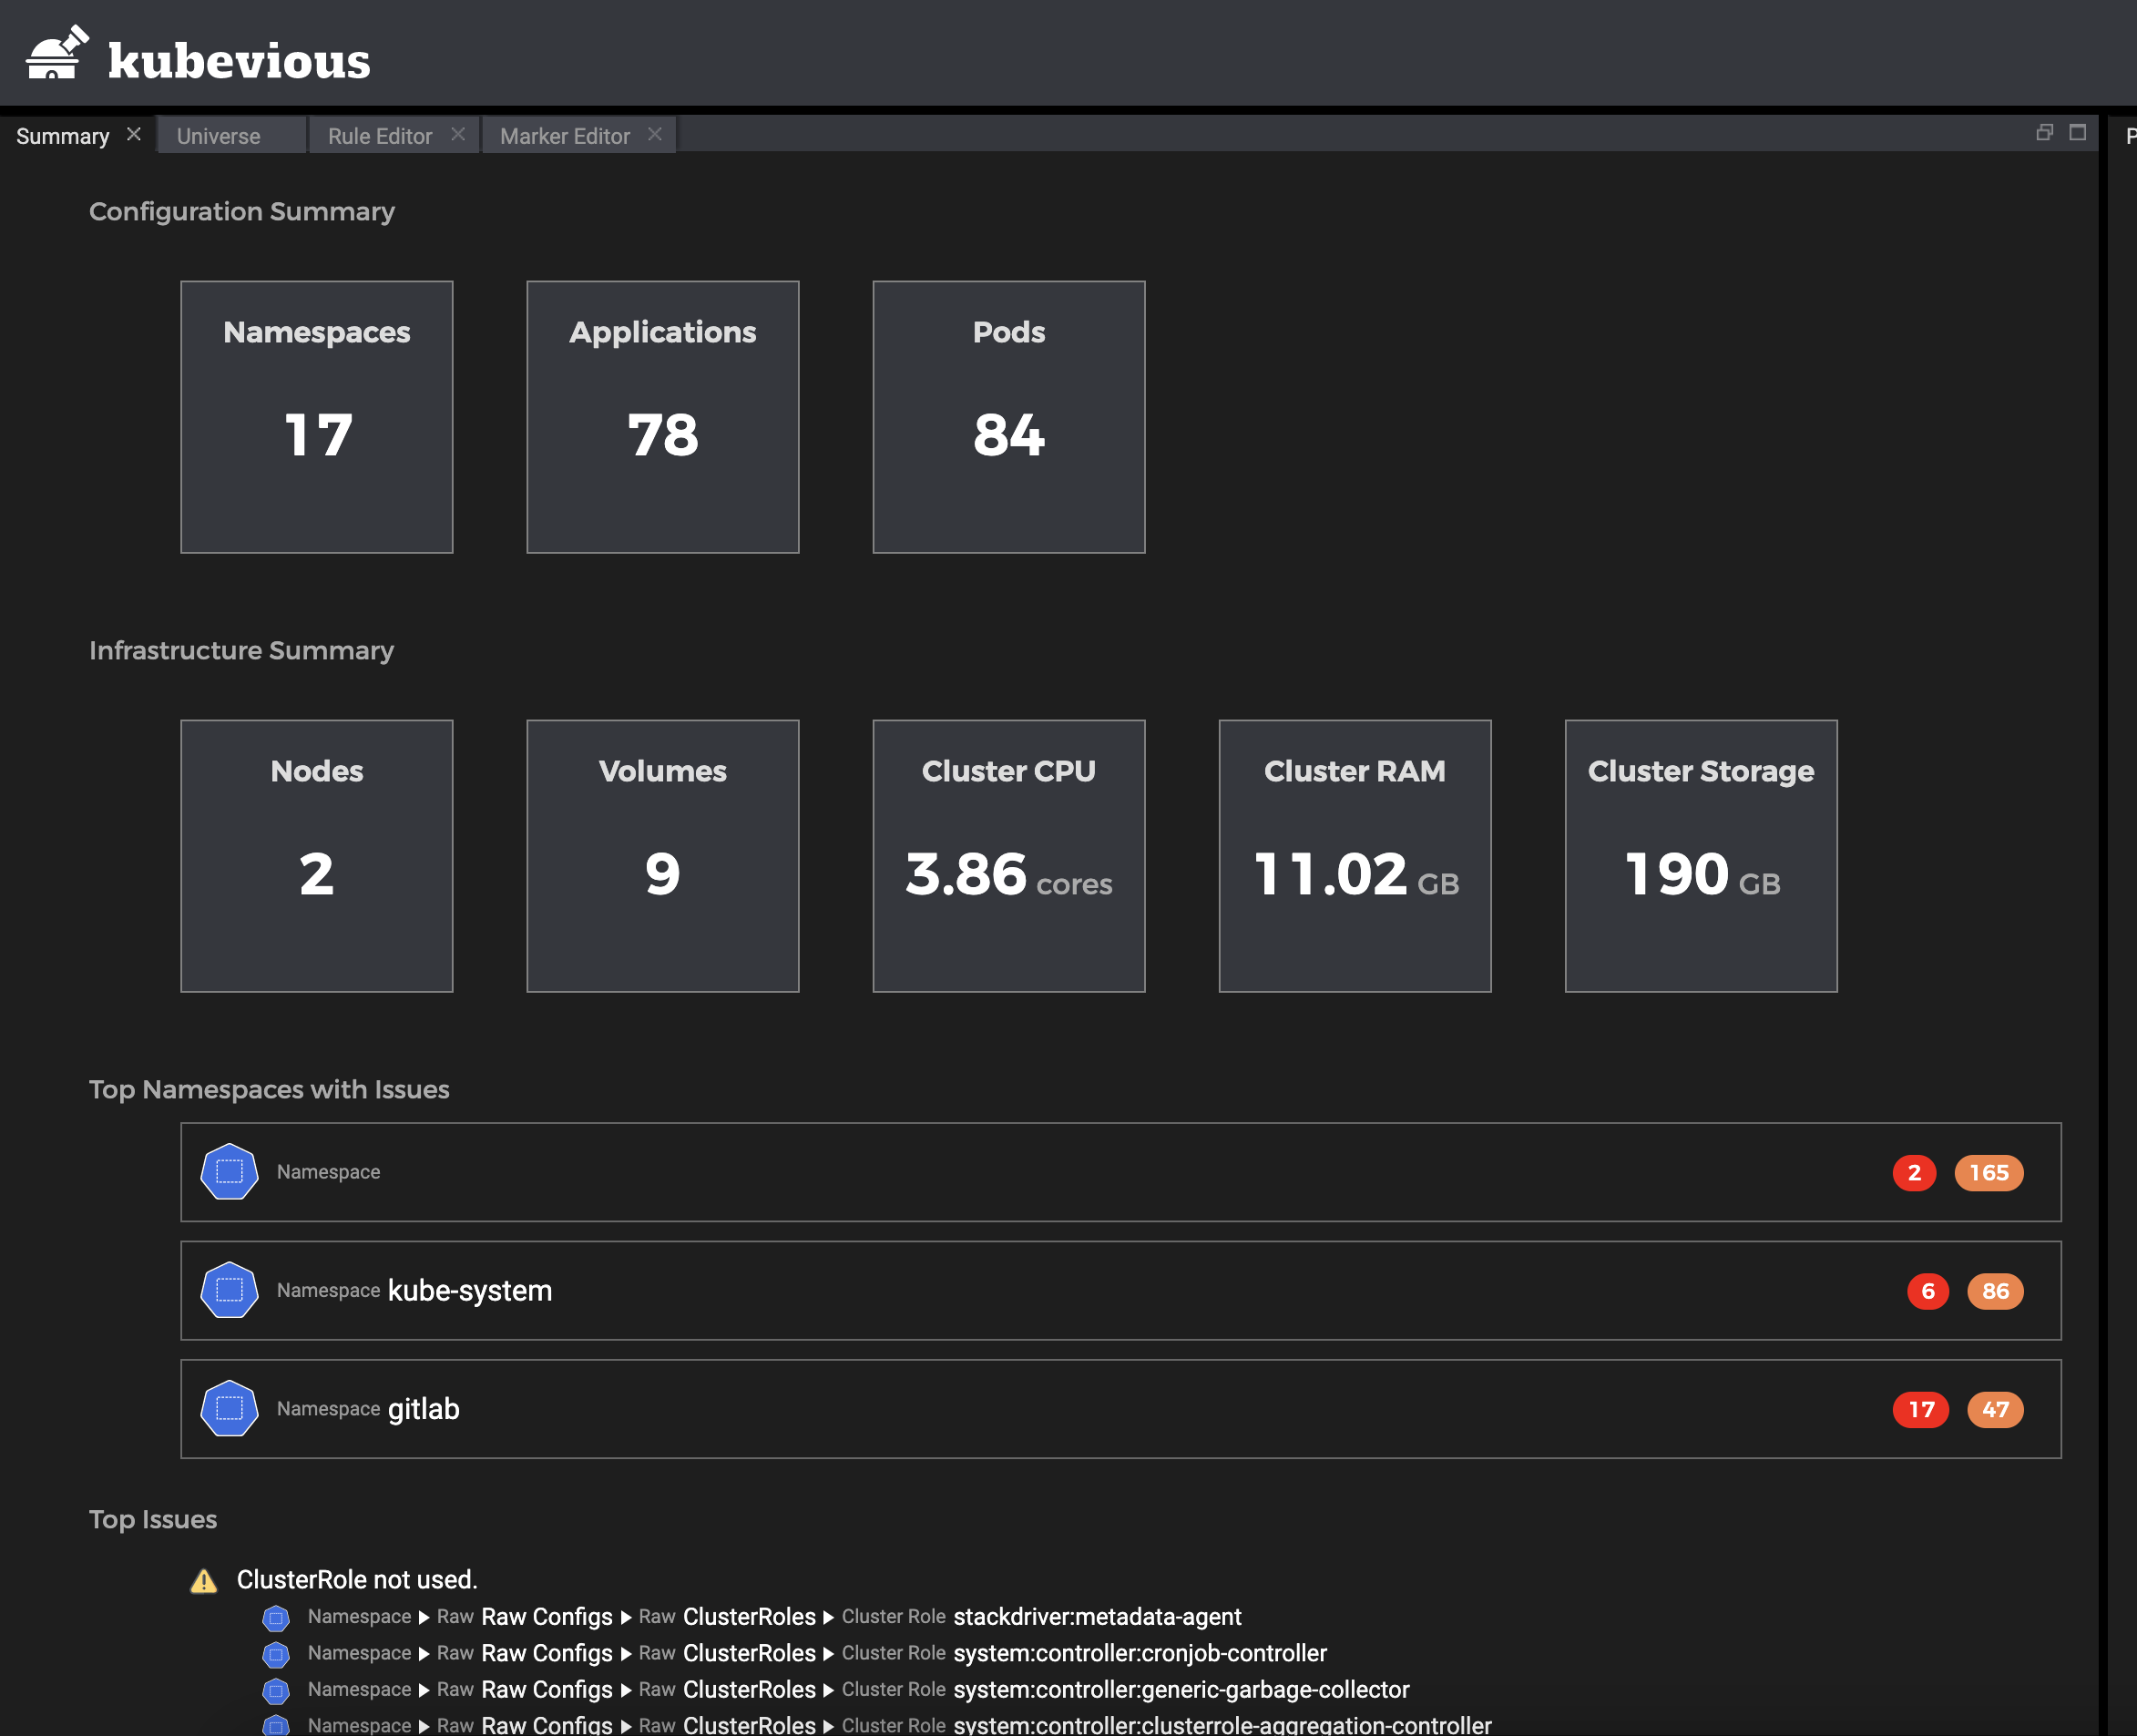 kubevious
Summary Universe Rule Editor Marker Editor P
Configuration Summary
Namespaces Applications Pods
17 78 84
Infrastructure Summary
Nodes Volumes Cluster CPU Cluster RAM Cluster Storage
2 9 3.86 cores 11.02 GB 190 GB
Top Namespaces with Issues
Namespace 2 165
Namespace kube-system 6 86
Namespace gitlab 17 47
Top Issues
ClusterRole not used.
Namespace Raw Raw Configs Raw ClusterRoles Cluster Role stackdriver:metadata-agent
Namespace Raw Raw Configs Raw ClusterRoles Cluster Role system:controller:cronjob-controller
Namespace Raw Raw Configs Raw ClusterRoles Cluster Role system:controller:generic-garbage-collector
Namespace Raw Raw Configs Raw ClusterRoles Cluster Role system:controller:clusterrole-aggregation-controller